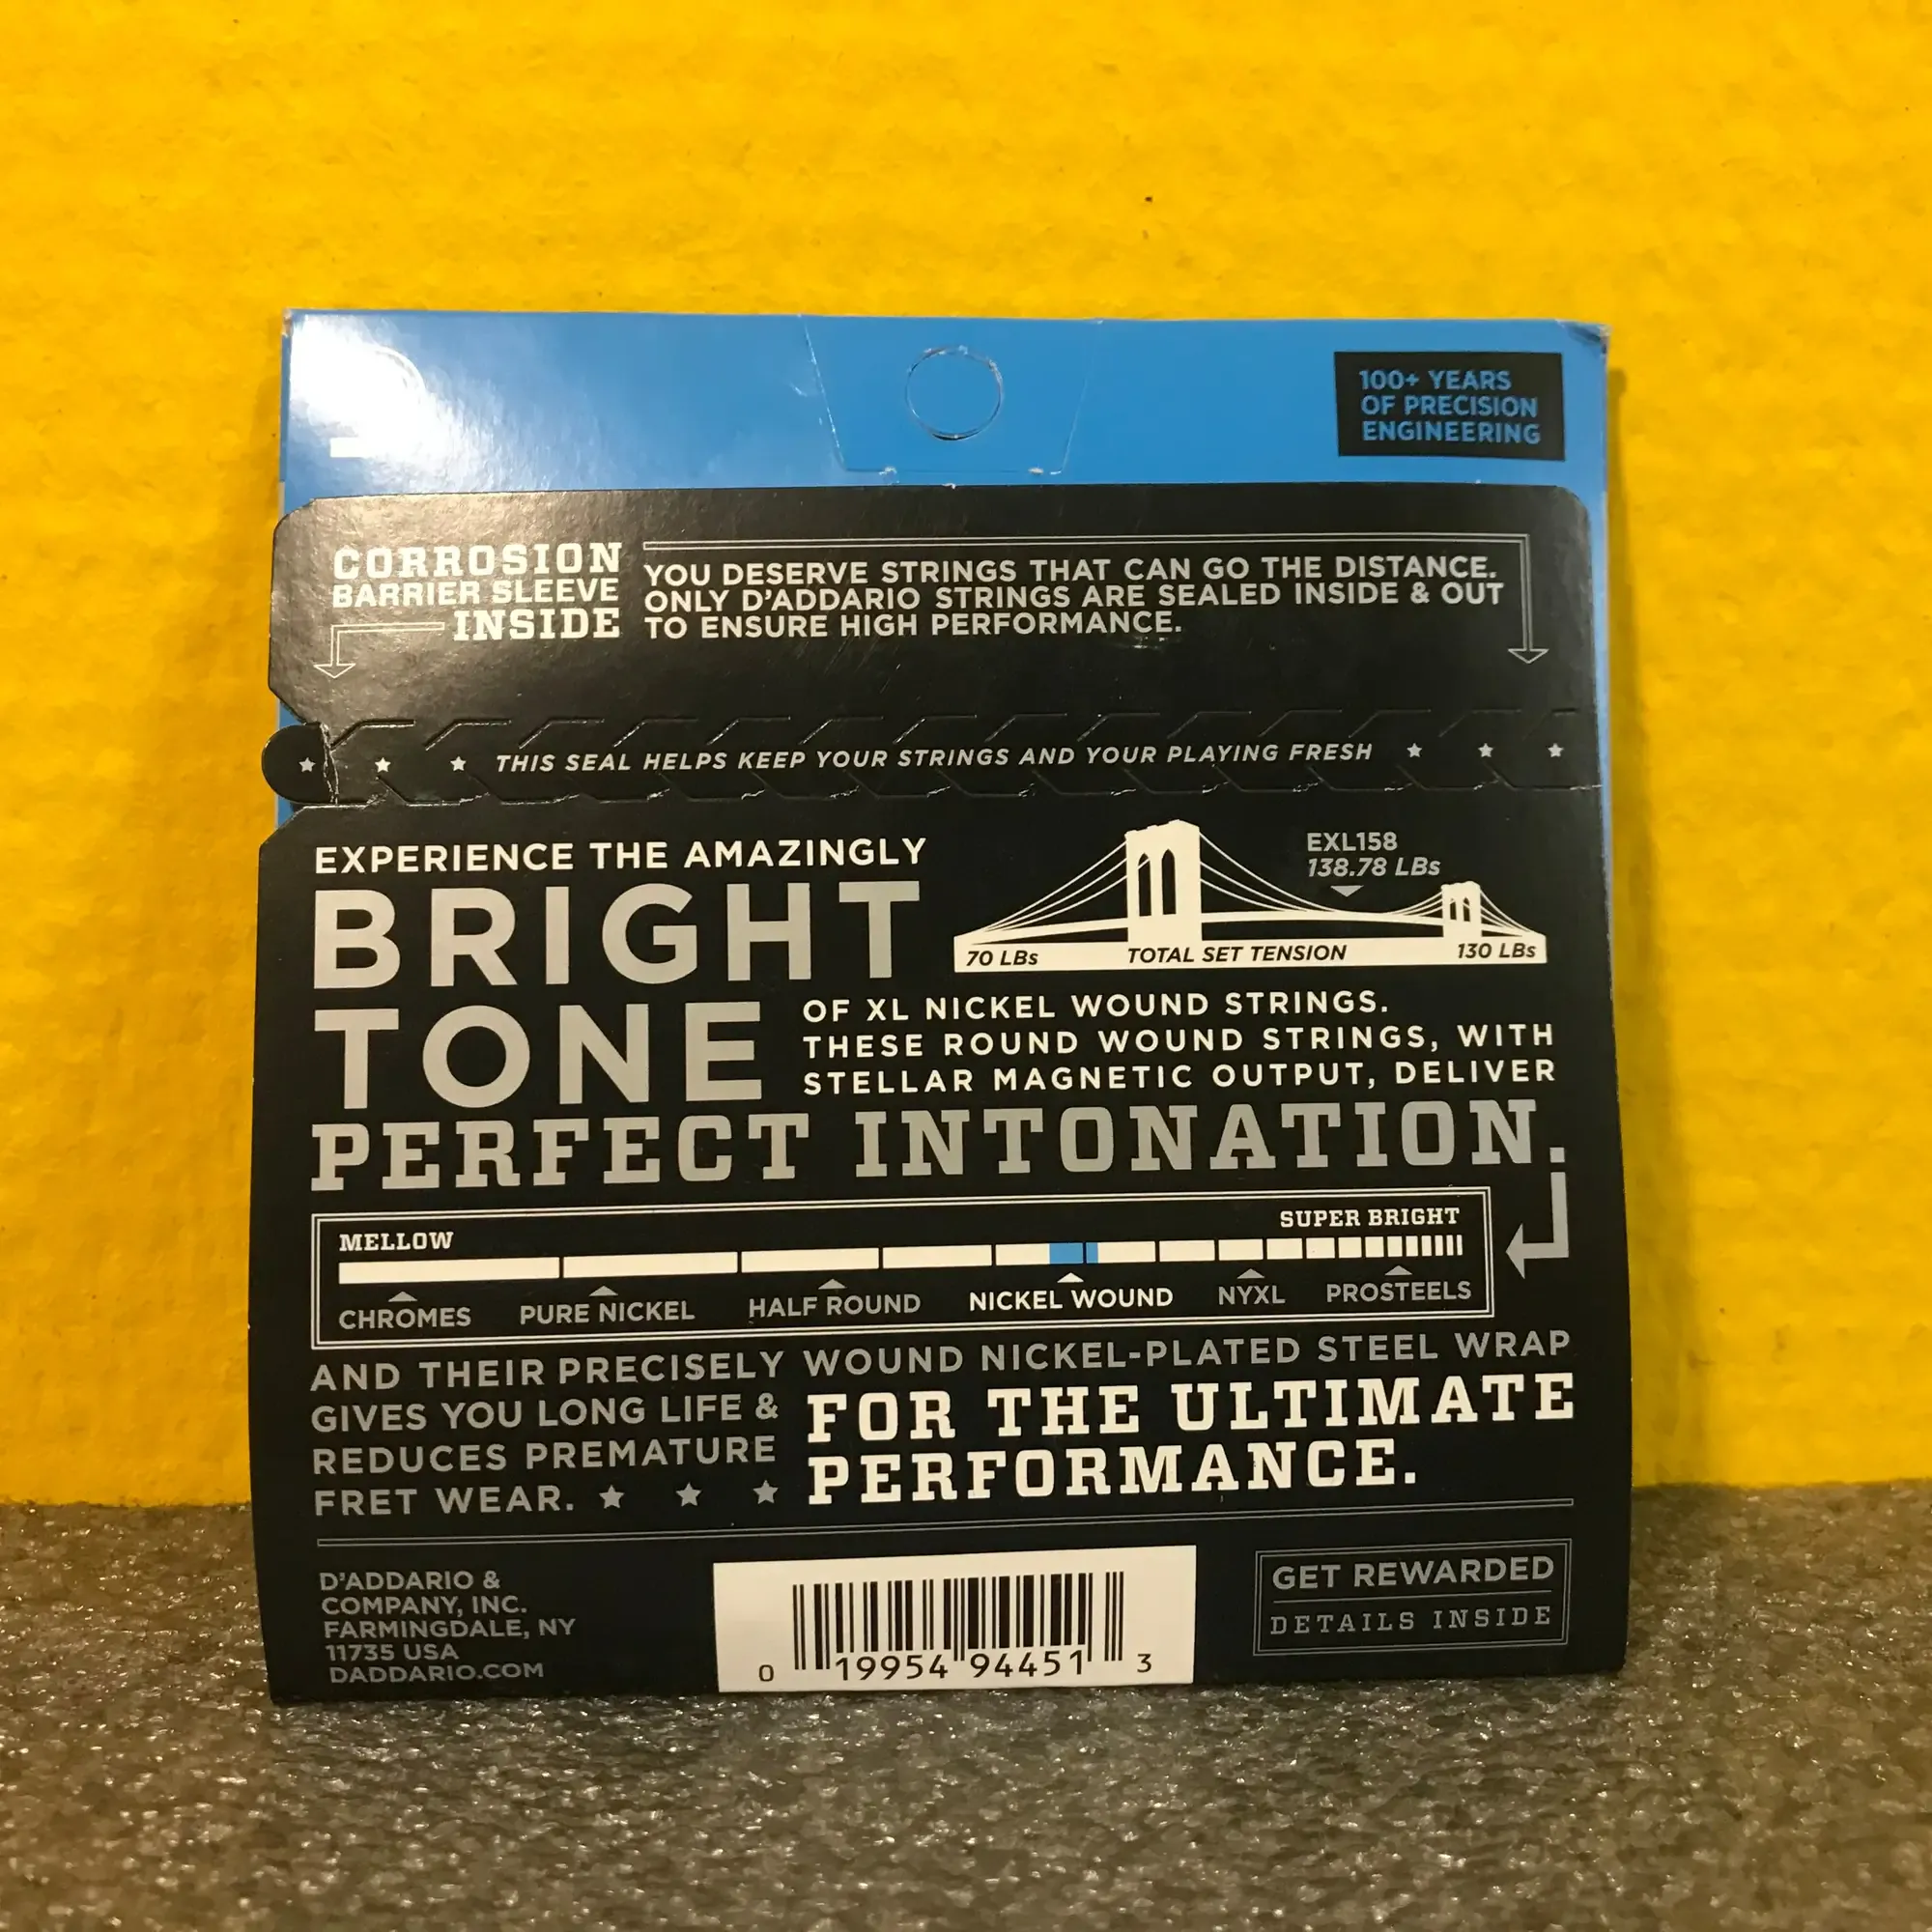 100+ YEARS
OF PRECISION
ENGINEERING
CORROSION
BARRIER SLEEVE
INSIDE
YOU DESERVE STRINGS THAT CAN GO THE DISTANCE.
ONLY D'ADDARIO STRINGS ARE SEALED INSIDE & OUT
TO ENSURE HIGH PERFORMANCE.
THIS SEAL HELPS KEEP YOUR STRINGS AND YOUR PLAYING FRESH
EXPERIENCE THE AMAZINGLY
BRIGHT
TONE
EXL158
138.78 LBs
70 LBs TOTAL SET TENSION 130 LBs
OF XL NICKEL WOUND STRINGS.
THESE ROUND WOUND STRINGS, WITH
STELLAR MAGNETIC OUTPUT, DELIVER
PERFECT INTONATION.
MELLOW SUPER BRIGHT
CHROMES PURE NICKEL HALF ROUND NICKEL WOUND NYXL PROSTEELS
AND THEIR PRECISELY WOUND NICKEL-PLATED STEEL WRAP
GIVES YOU LONG LIFE &
REDUCES PREMATURE
FRET WEAR.
FOR THE ULTIMATE
PERFORMANCE.
D'ADDARIO &
COMPANY, INC.
FARMINGDALE, NY
11735 USA
DADDARIO.COM
0 19954 94451 3
GET REWARDED
DETAILS INSIDE